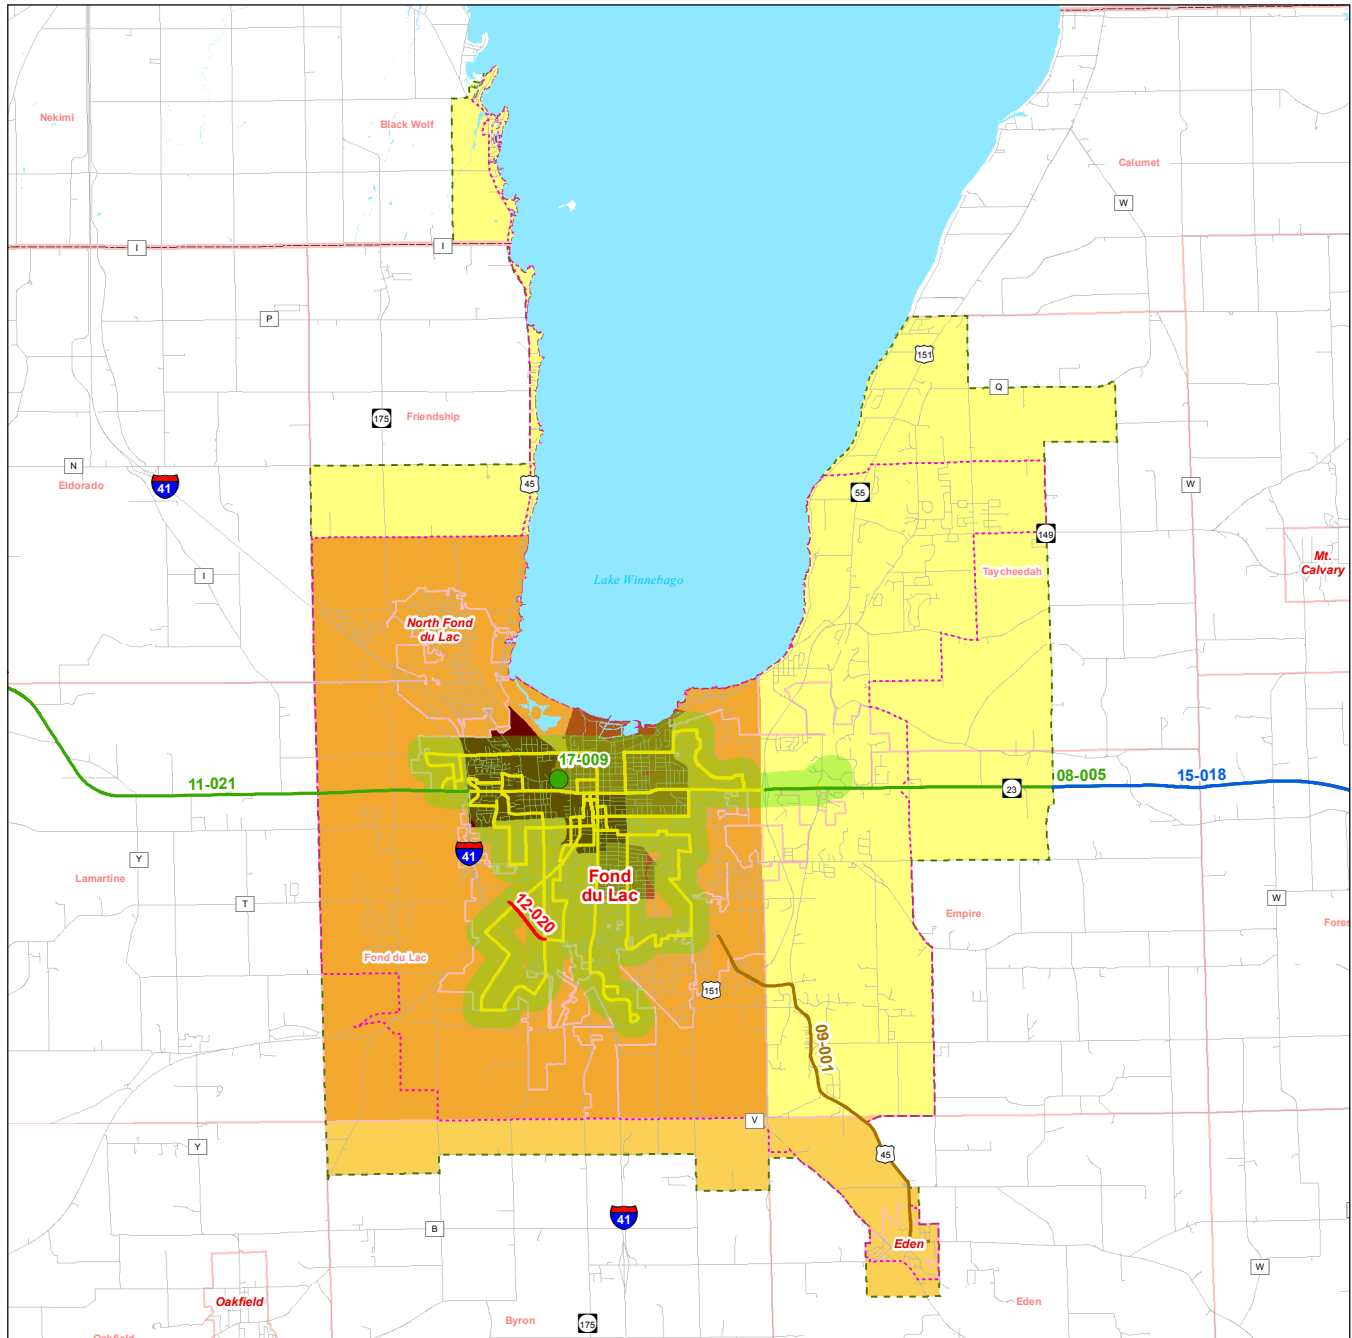 Nekimi
Black Wolf
Calumet
W
I
I
P
151
Q
175
Friendship
N
Eldorado
41
45
55
W
149
Mt.
Calvary
I
Lake Winnebago
Taycheedah
North Fond
du Lac
17-009
11-021
08-005
15-018
23
41
Y
Lamartine
T
Fond
du Lac
12-020
W
Empire
Fores
Fond du Lac
151
09-001
V
Y
45
41
B
Eden
W
Oakfield
Eden
Byron
175
Oakfield